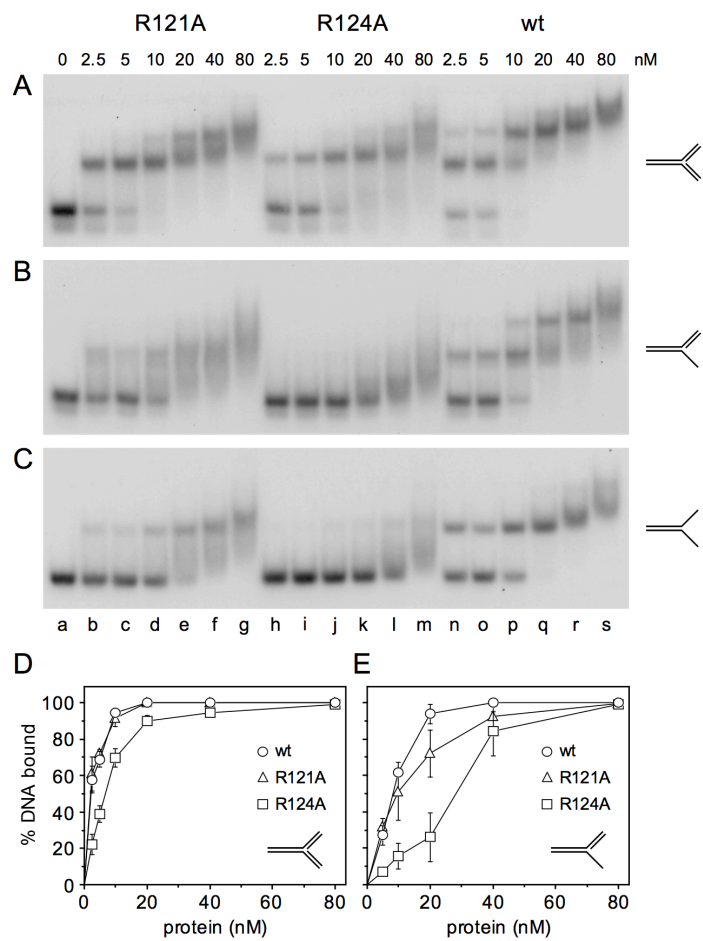 R121A R124A wt
0 2.5 5 10 20 40 80 2.5 5 10 20 40 80 2.5 5 10 20 40 80 nM
A
B
C
a b c d e f g h i j k l m n o p q r s
D E
100
80
60
40
20
0
% DNA bound
wt
R121A
R124A
0 20 40 60 80
protein (nM)
wt
R121A
R124A
0 20 40 60 80
protein (nM)